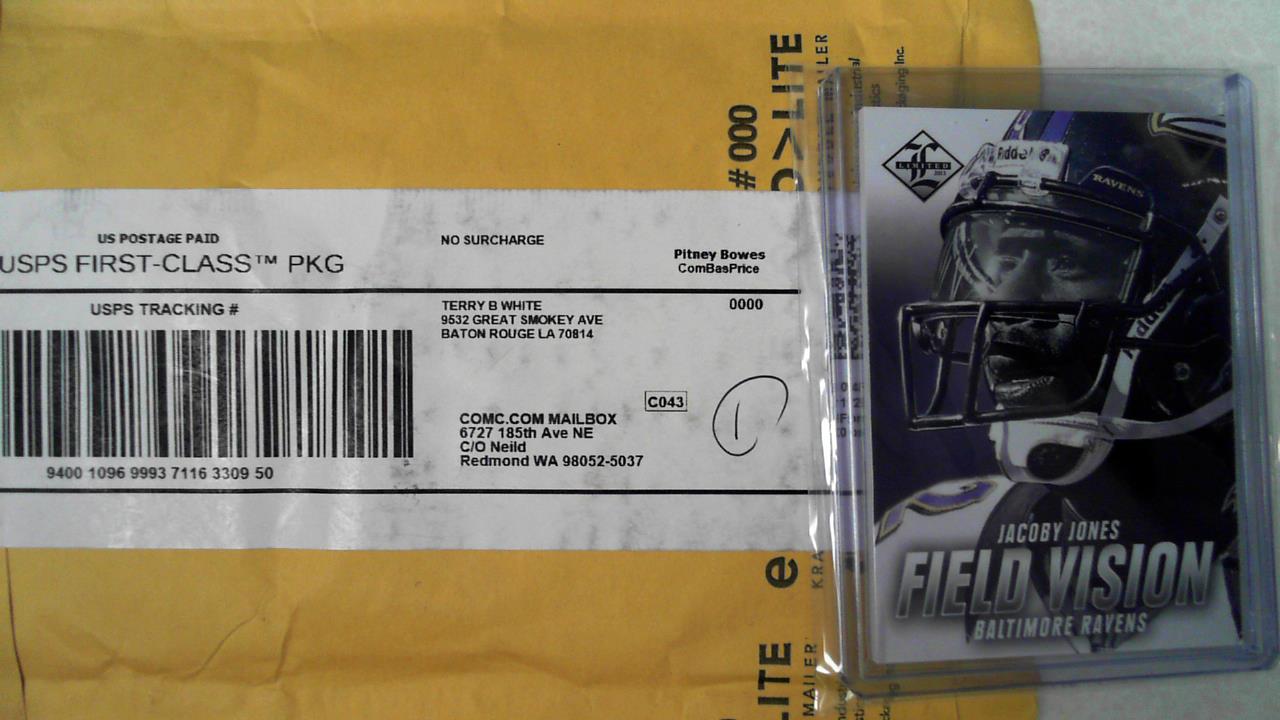 US POSTAGE PAID
USPS FIRST-CLASS™ PKG
NO SURCHARGE
Pitney Bowes
ComBasPrice
USPS TRACKING #
9400 1096 9993 7116 3309 50
TERRY B WHITE
9532 GREAT SMOKEY AVE
BATON ROUGE LA 70814
0000
C043
COMC.COM MAILBOX
6727 185th Ave NE
C/O Neild
Redmond WA 98052-5037
1
# 000
>LITE
e
LITE
MAILER
LIMITED
2013
RAVENS
JACOBY JONES
FIELD VISION
BALTIMORE RAVENS